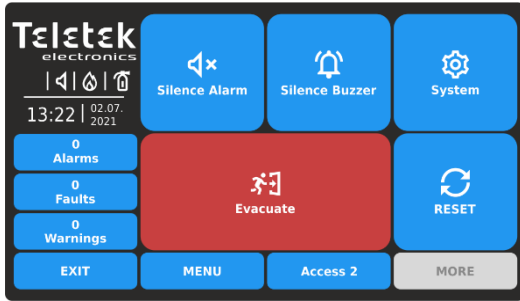 Teletek
electronics
13:22 | 02.07.
2021
Silence Alarm
Silence Buzzer
System
0
Alarms
0
Faults
0
Warnings
Evacuate
RESET
EXIT
MENU
Access 2
MORE